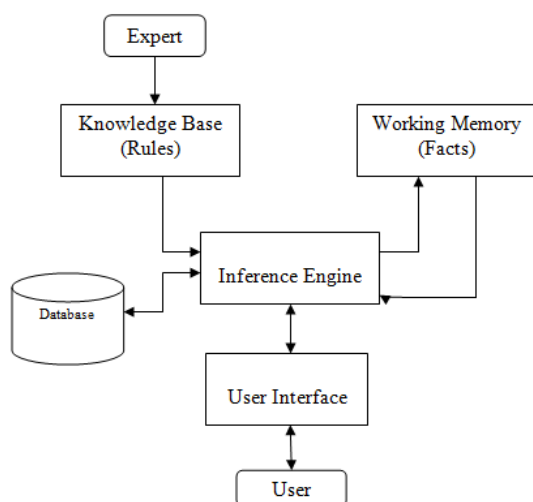 Expert
Knowledge Base
(Rules)
Working Memory
(Facts)
Inference Engine
Database
User Interface
User